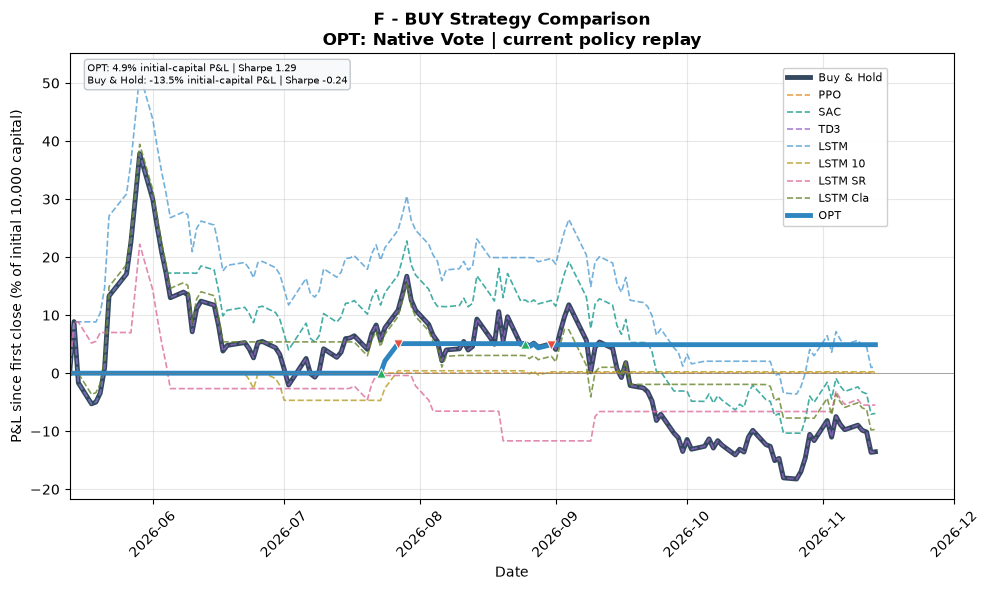 F - BUY Strategy Comparison
OPT: Native Vote | current policy replay
OPT: 4.9% initial-capital P&L | Sharpe 1.29
Buy & Hold: -13.5% initial-capital P&L | Sharpe -0.24
Buy & Hold
PPO
SAC
TD3
LSTM
LSTM 10
LSTM SR
LSTM Cla
OPT
P&L since first close (% of initial 10,000 capital)
50
40
30
20
10
0
−10
−20
2026-06
2026-07
2026-08
2026-09
2026-10
2026-11
2026-12
Date